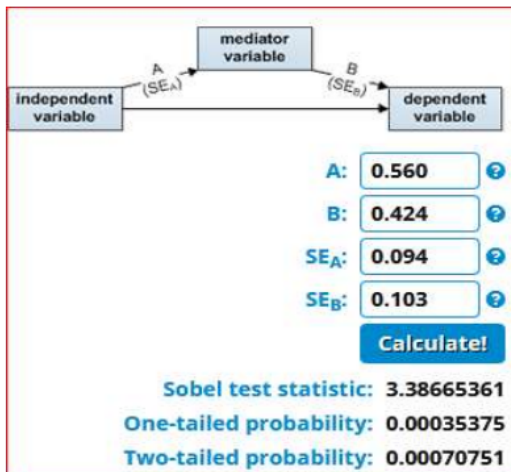 mediator
variable
A
(SEA)
B
(SEB)
independent
variable
dependent
variable
A: 0.560 ?
B: 0.424 ?
SEA: 0.094 ?
SEB: 0.103 ?
Calculate!
Sobel test statistic: 3.38665361
One-tailed probability: 0.00035375
Two-tailed probability: 0.00070751